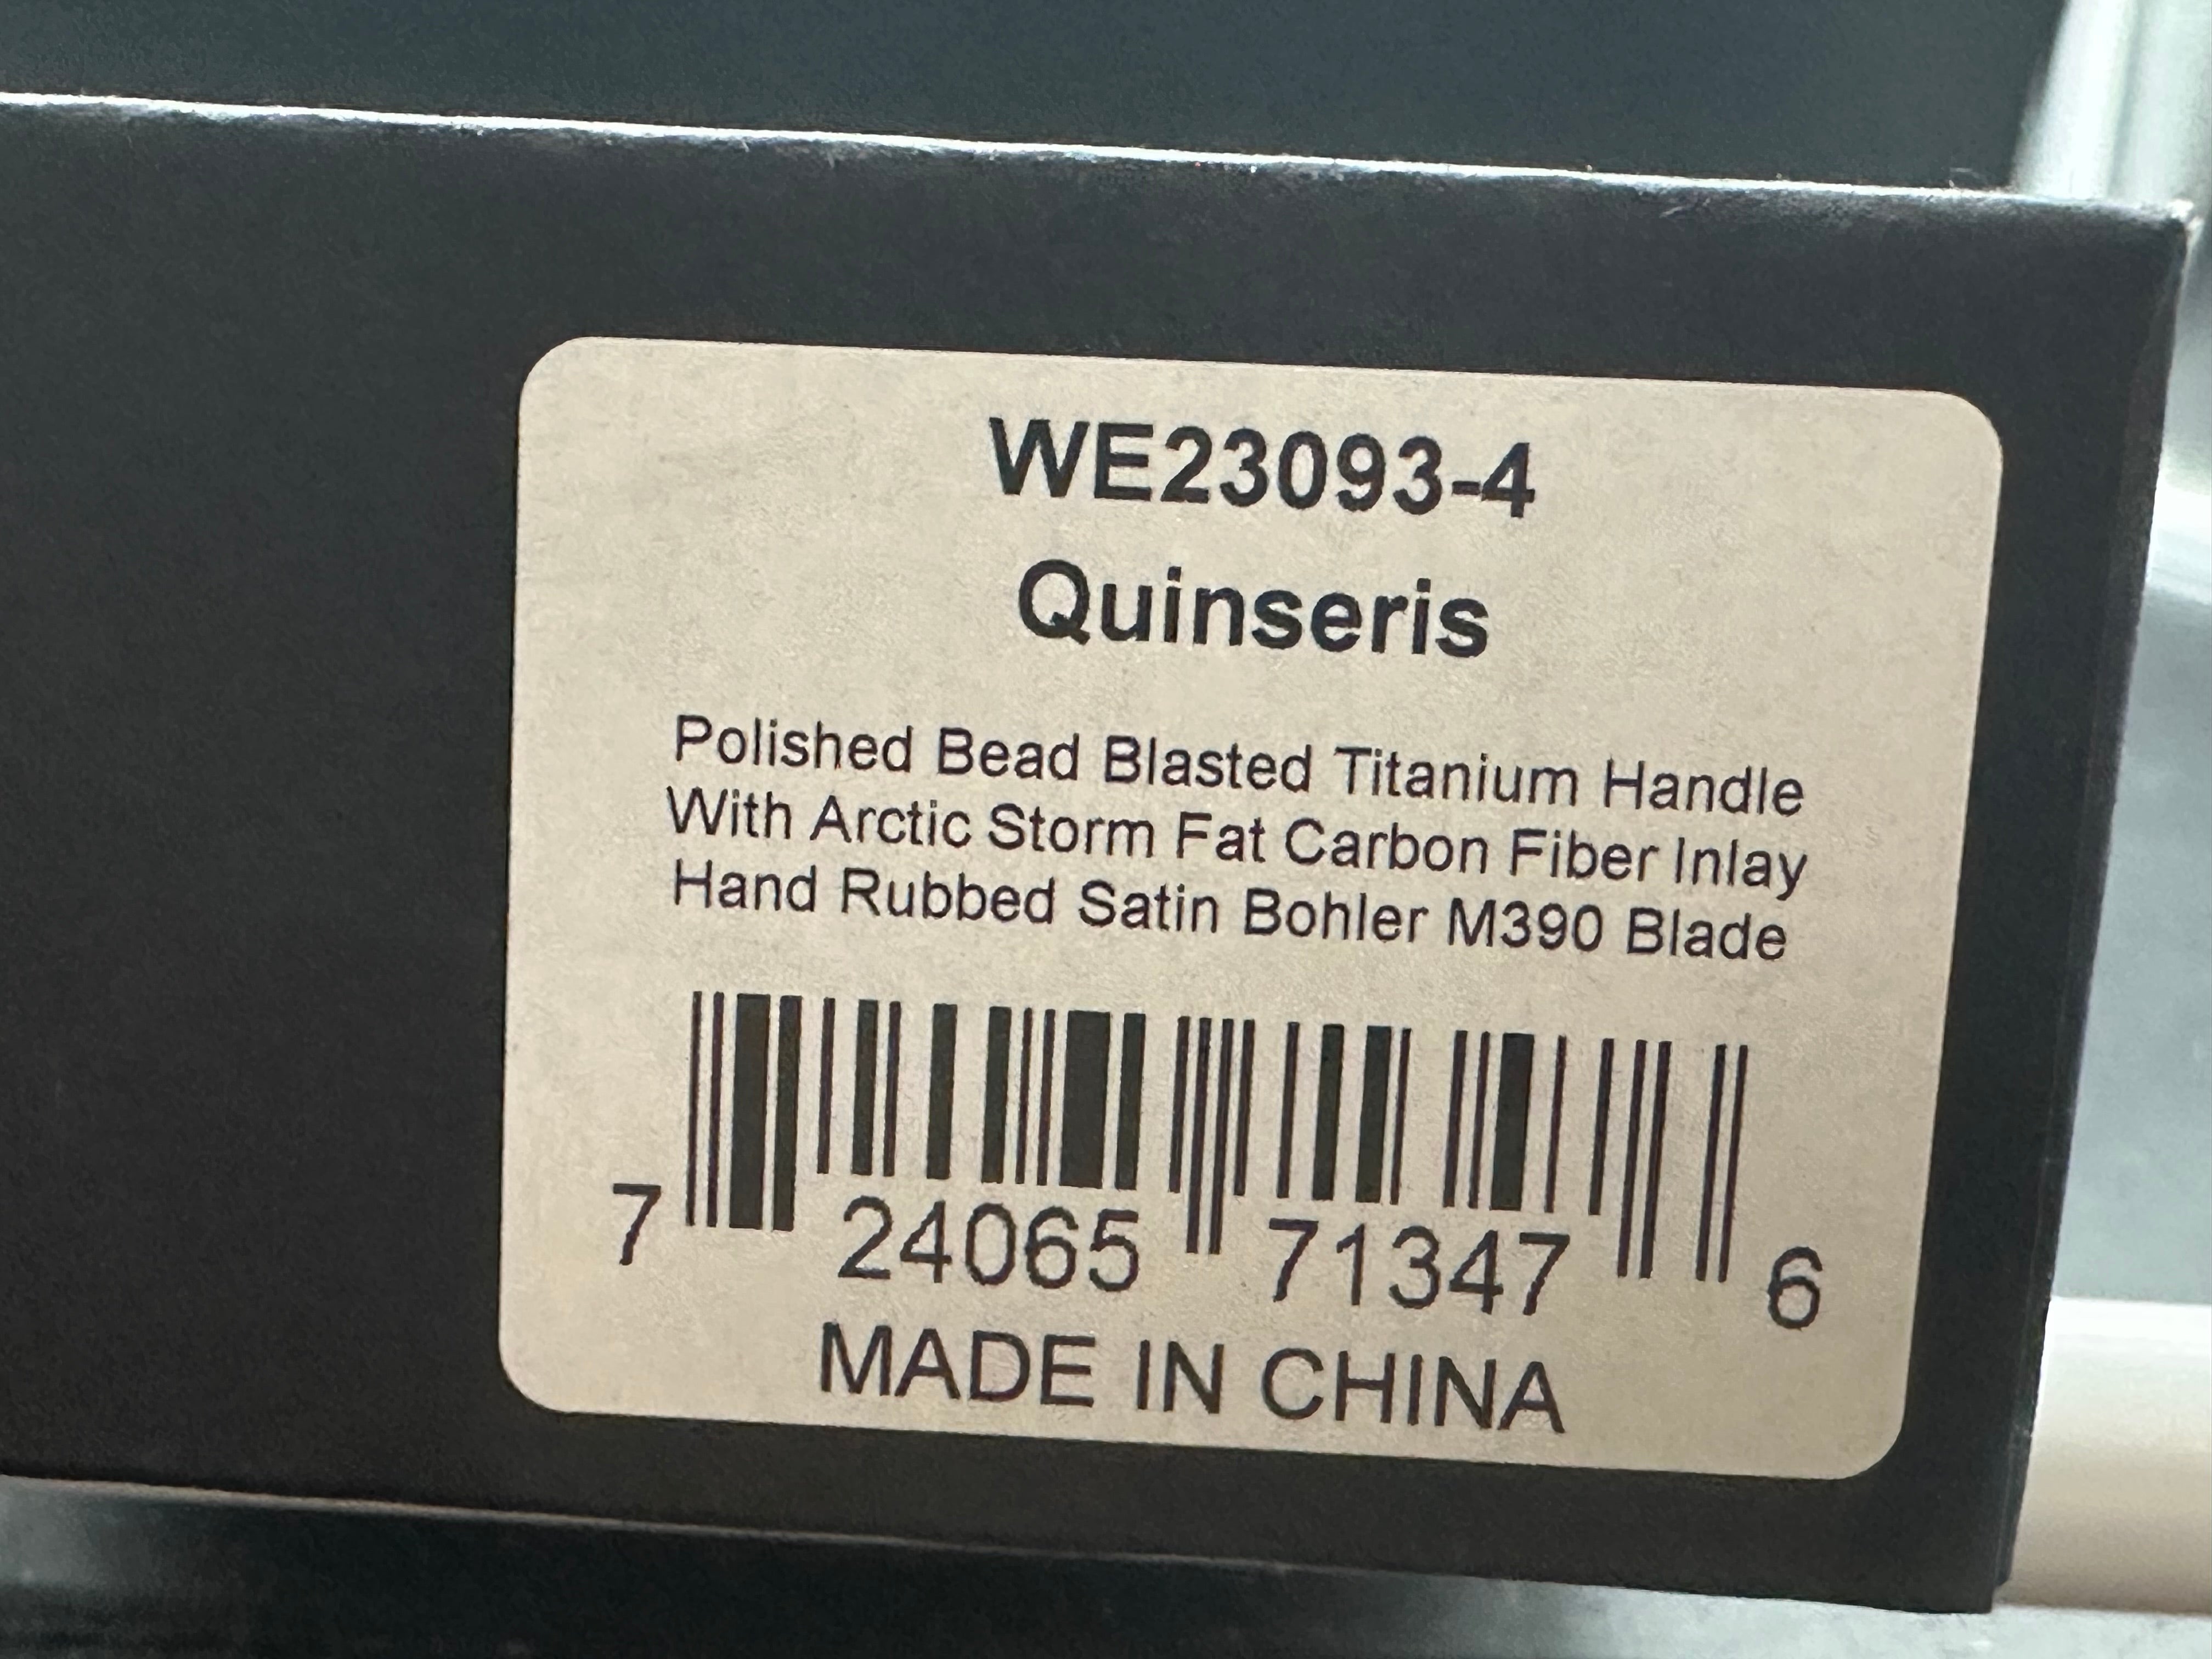 WE23093-4
Quinseris
Polished Bead Blasted Titanium Handle
With Arctic Storm Fat Carbon Fiber Inlay
Hand Rubbed Satin Bohler M390 Blade
7 24065 71347 6
MADE IN CHINA